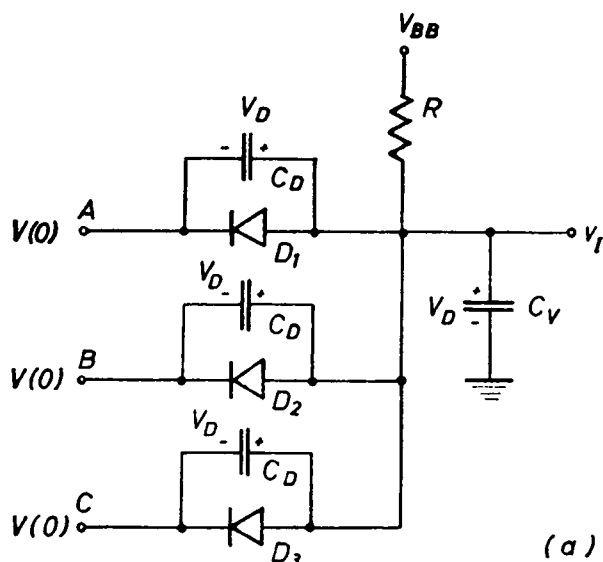 V_BB
R
V_D
- +
C_D
A
V(0)
D_1
v_I
V_D
- +
C_D
V_D
+
-
C_V
B
V(0)
D_2
V_D
- +
C_D
C
V(0)
D_3
(a)